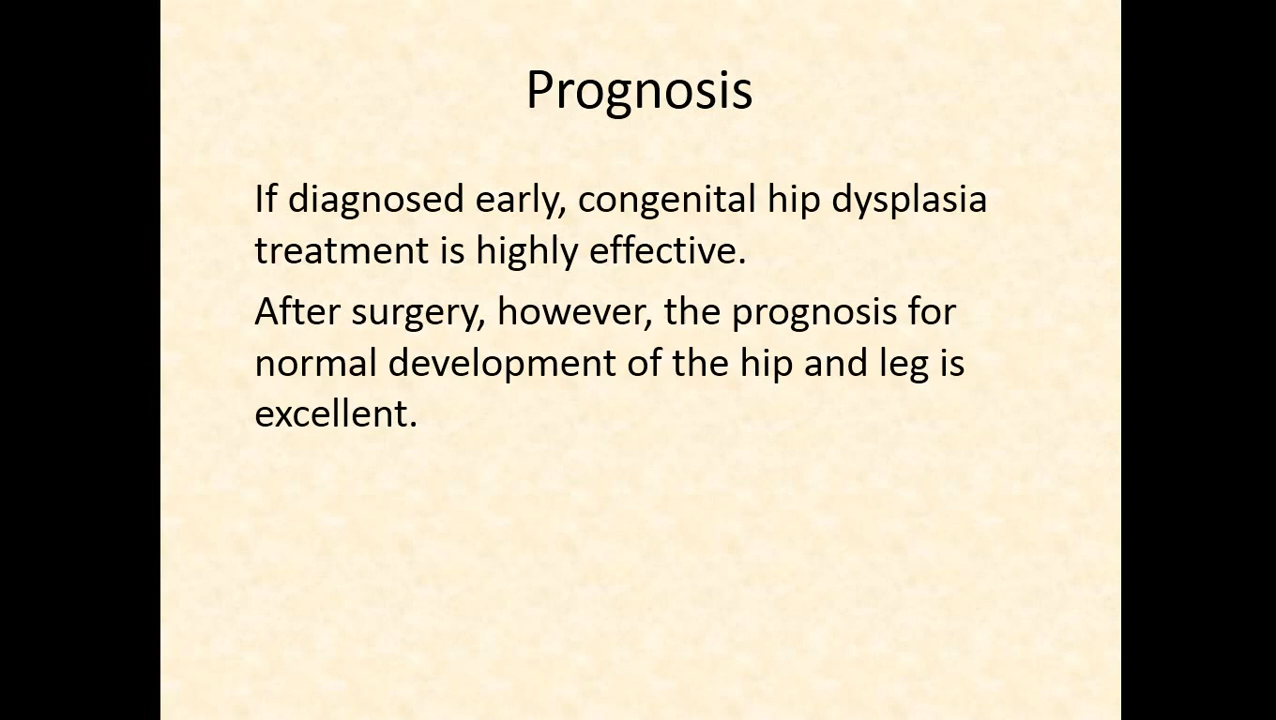 Prognosis
If diagnosed early, congenital hip dysplasia
treatment is highly effective.
After surgery, however, the prognosis for
normal development of the hip and leg is
excellent.